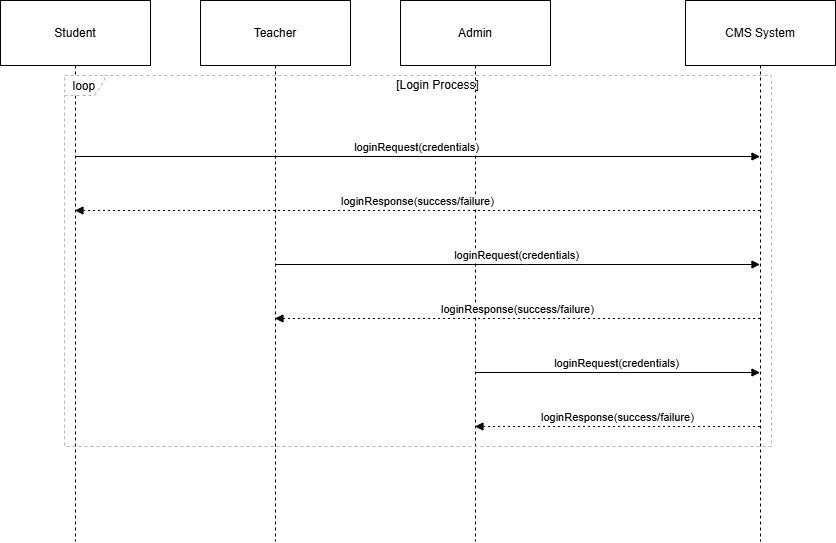 Student
Teacher
Admin
CMS System
loop
[Login Process]
loginRequest(credentials)
loginResponse(success/failure)
loginRequest(credentials)
loginResponse(success/failure)
loginRequest(credentials)
loginResponse(success/failure)